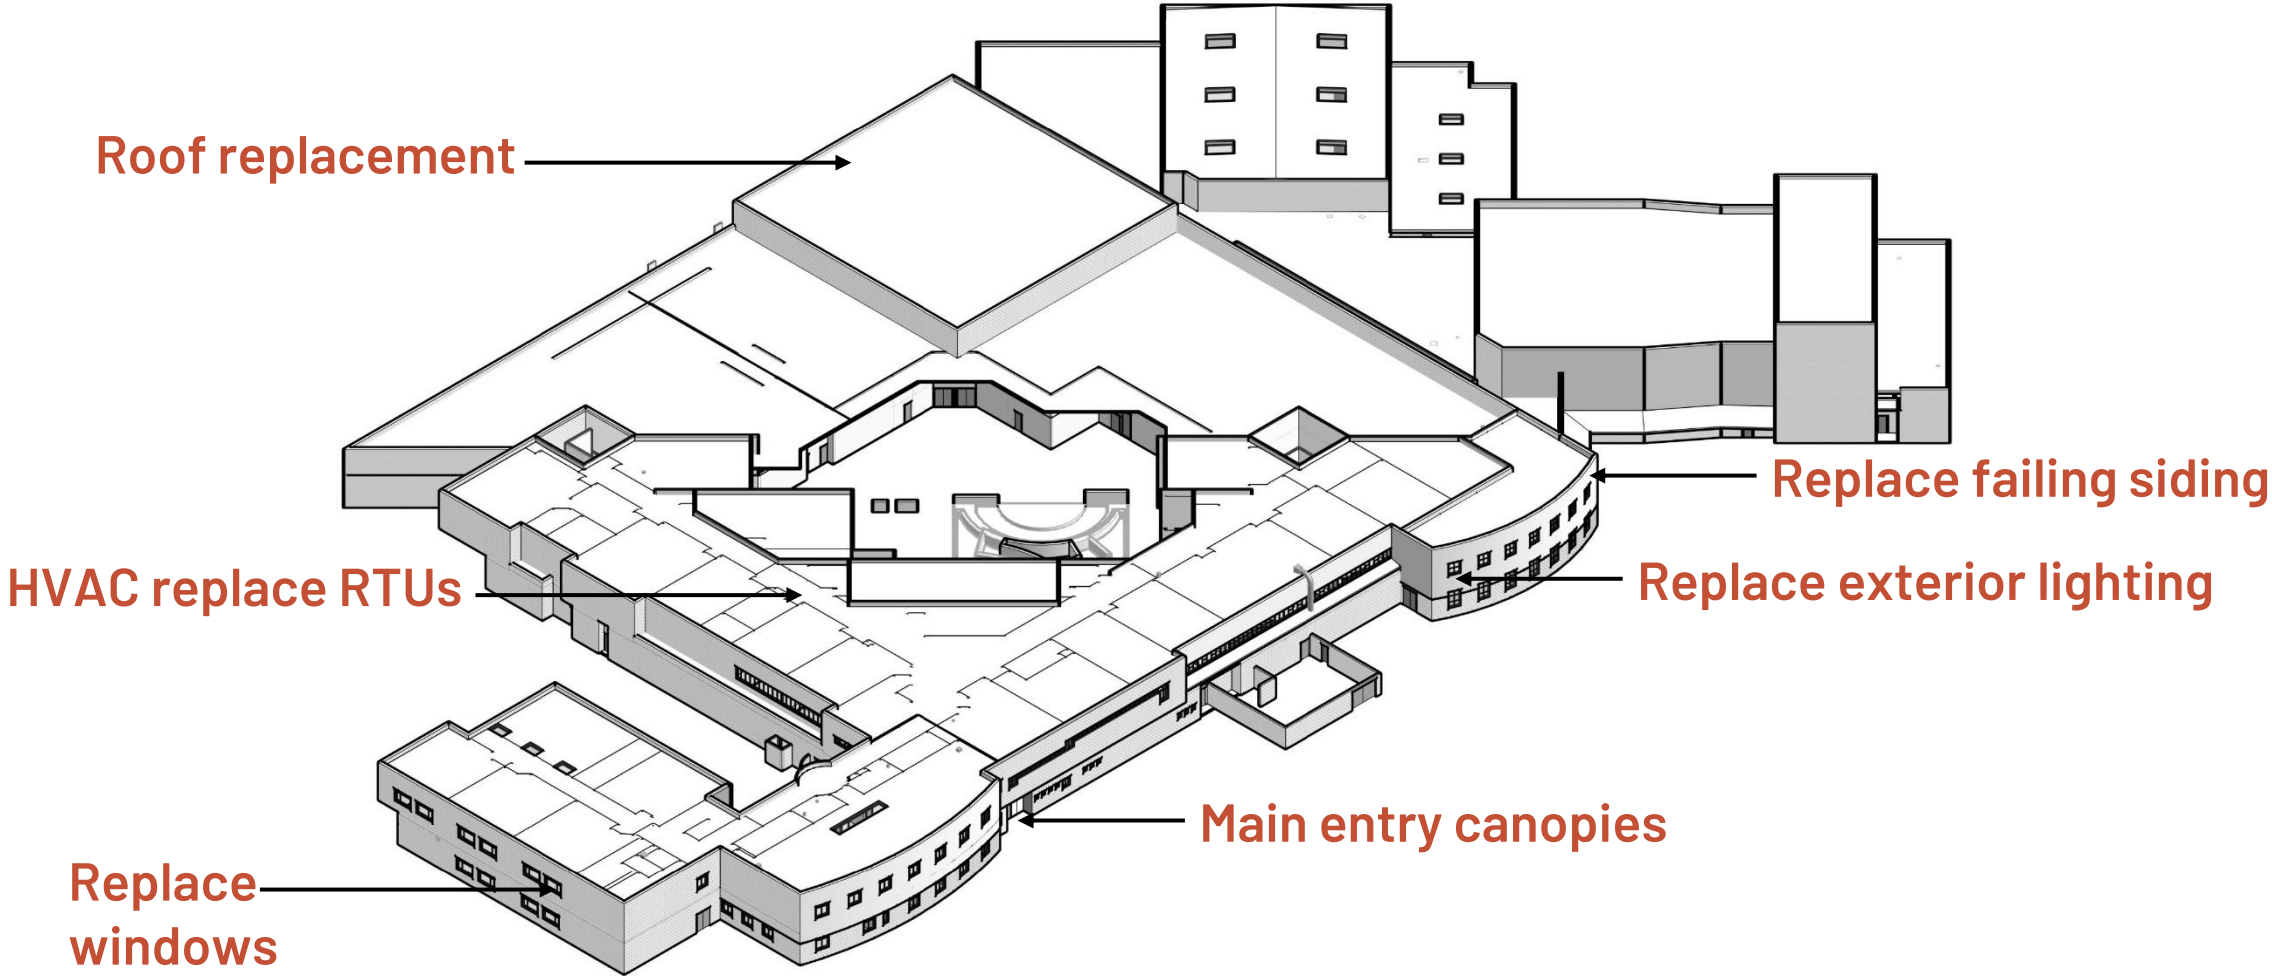 Roof replacement
Replace failing siding
HVAC replace RTUs
Replace exterior lighting
Main entry canopies
Replace
windows